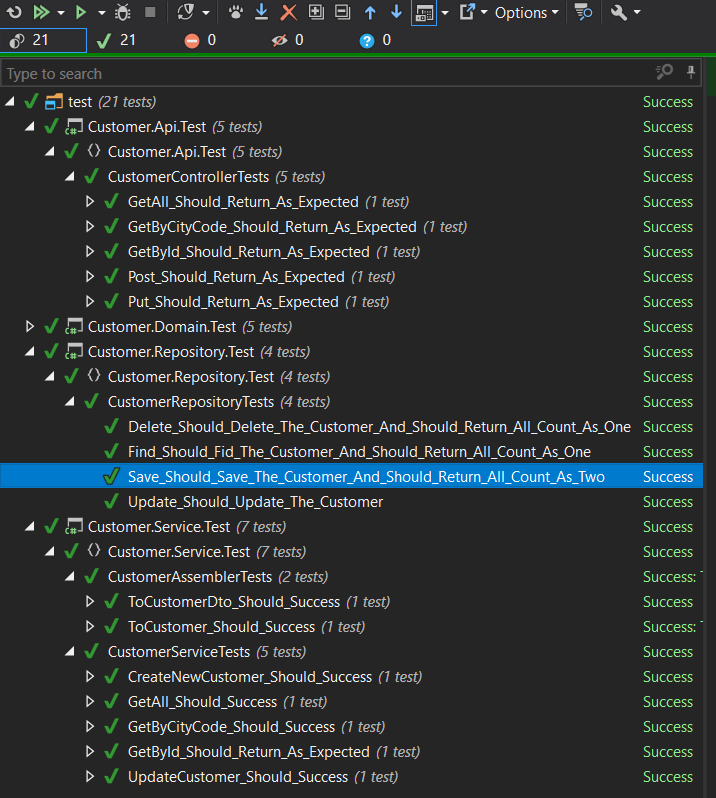 Options
21 21 0 0 0
Type to search
test (21 tests) Success
Customer.Api.Test (5 tests) Success
Customer.Api.Test (5 tests) Success
CustomerControllerTests (5 tests) Success
GetAll_Should_Return_As_Expected (1 test) Success
GetByCityCode_Should_Return_As_Expected (1 test) Success
GetById_Should_Return_As_Expected (1 test) Success
Post_Should_Return_As_Expected (1 test) Success
Put_Should_Return_As_Expected (1 test) Success
Customer.Domain.Test (5 tests) Success
Customer.Repository.Test (4 tests) Success
Customer.Repository.Test (4 tests) Success
CustomerRepositoryTests (4 tests) Success
Delete_Should_Delete_The_Customer_And_Should_Return_All_Count_As_One Success
Find_Should_Fid_The_Customer_And_Should_Return_All_Count_As_One Success
Save_Should_Save_The_Customer_And_Should_Return_All_Count_As_Two Success
Update_Should_Update_The_Customer Success
Customer.Service.Test (7 tests) Success
Customer.Service.Test (7 tests) Success
CustomerAssemblerTests (2 tests) Success:
ToCustomerDto_Should_Success (1 test) Success
ToCustomer_Should_Success (1 test) Success:
CustomerServiceTests (5 tests) Success
CreateNewCustomer_Should_Success (1 test) Success
GetAll_Should_Success (1 test) Success
GetByCityCode_Should_Success (1 test) Success
GetById_Should_Return_As_Expected (1 test) Success
UpdateCustomer_Should_Success (1 test) Success